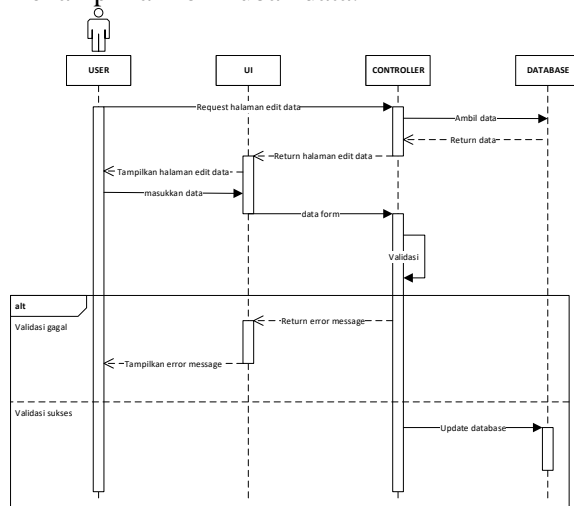 USER
UI
CONTROLLER
DATABASE
Request halaman edit data
Ambil data
Return data
Return halaman edit data
Tampilkan halaman edit data
masukkan data
data form
Validasi
alt
Validasi gagal
Return error message
Tampilkan error message
Validasi sukses
Update database